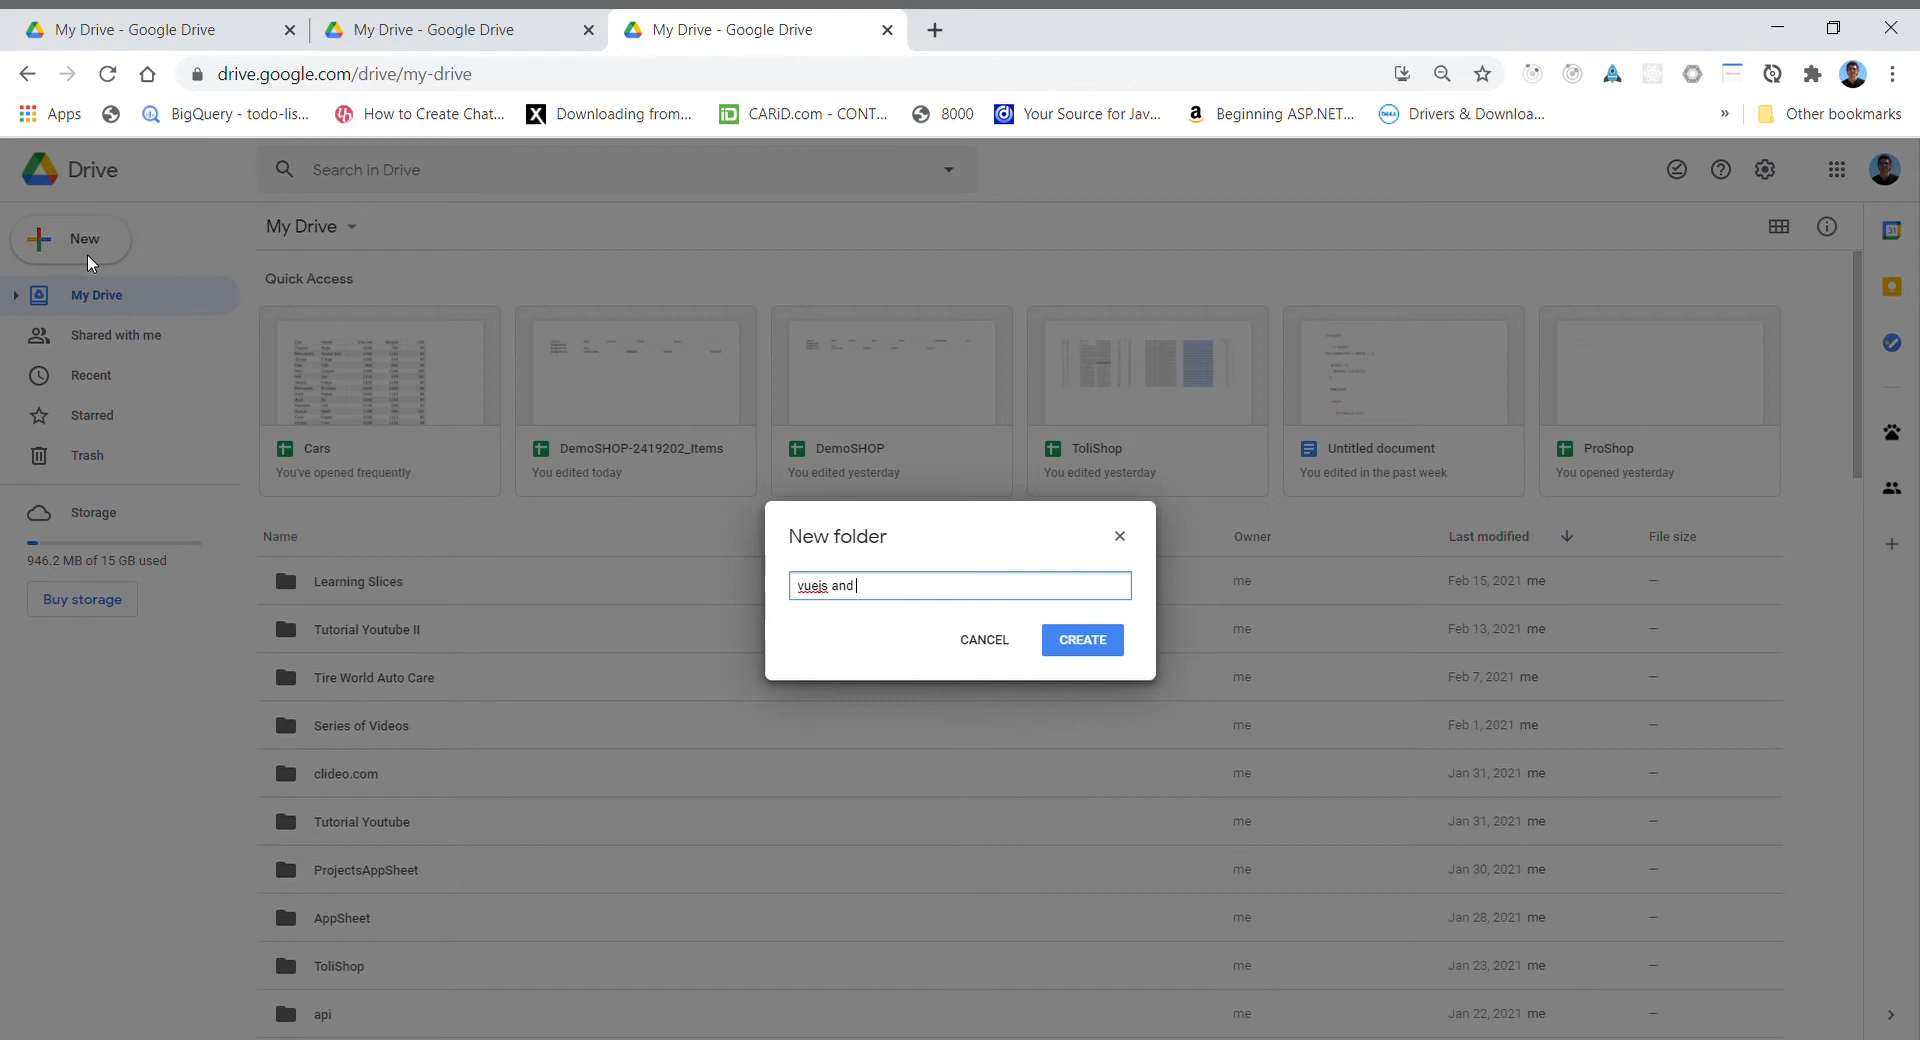 My Drive - Google Drive
My Drive - Google Drive
My Drive - Google Drive
drive.google.com/drive/my-drive
Apps
BigQuery - todo-lis...
How to Create Chat...
Downloading from...
CARiD.com - CONT...
8000
Your Source for Jav...
Beginning ASP.NET...
Drivers & Downloa...
»
Other bookmarks
Drive
Search in Drive
New
My Drive
Shared with me
Recent
Starred
Trash
Storage
946.2 MB of 15 GB used
Buy storage
My Drive
Quick Access
Cars
You've opened frequently
DemoSHOP-2419202_Items
You edited today
DemoSHOP
You edited yesterday
ToliShop
You edited yesterday
Untitled document
You edited in the past week
ProShop
You opened yesterday
Name Owner Last modified File size
Learning Slices me Feb 15, 2021 me —
Tutorial Youtube II me Feb 13, 2021 me —
Tire World Auto Care me Feb 7, 2021 me —
Series of Videos me Feb 1, 2021 me —
clideo.com me Jan 31, 2021 me —
Tutorial Youtube me Jan 31, 2021 me —
ProjectsAppSheet me Jan 30, 2021 me —
AppSheet me Jan 28, 2021 me —
ToliShop me Jan 23, 2021 me —
api me Jan 22, 2021 me —
New folder
vuejs and
CANCEL
CREATE
31